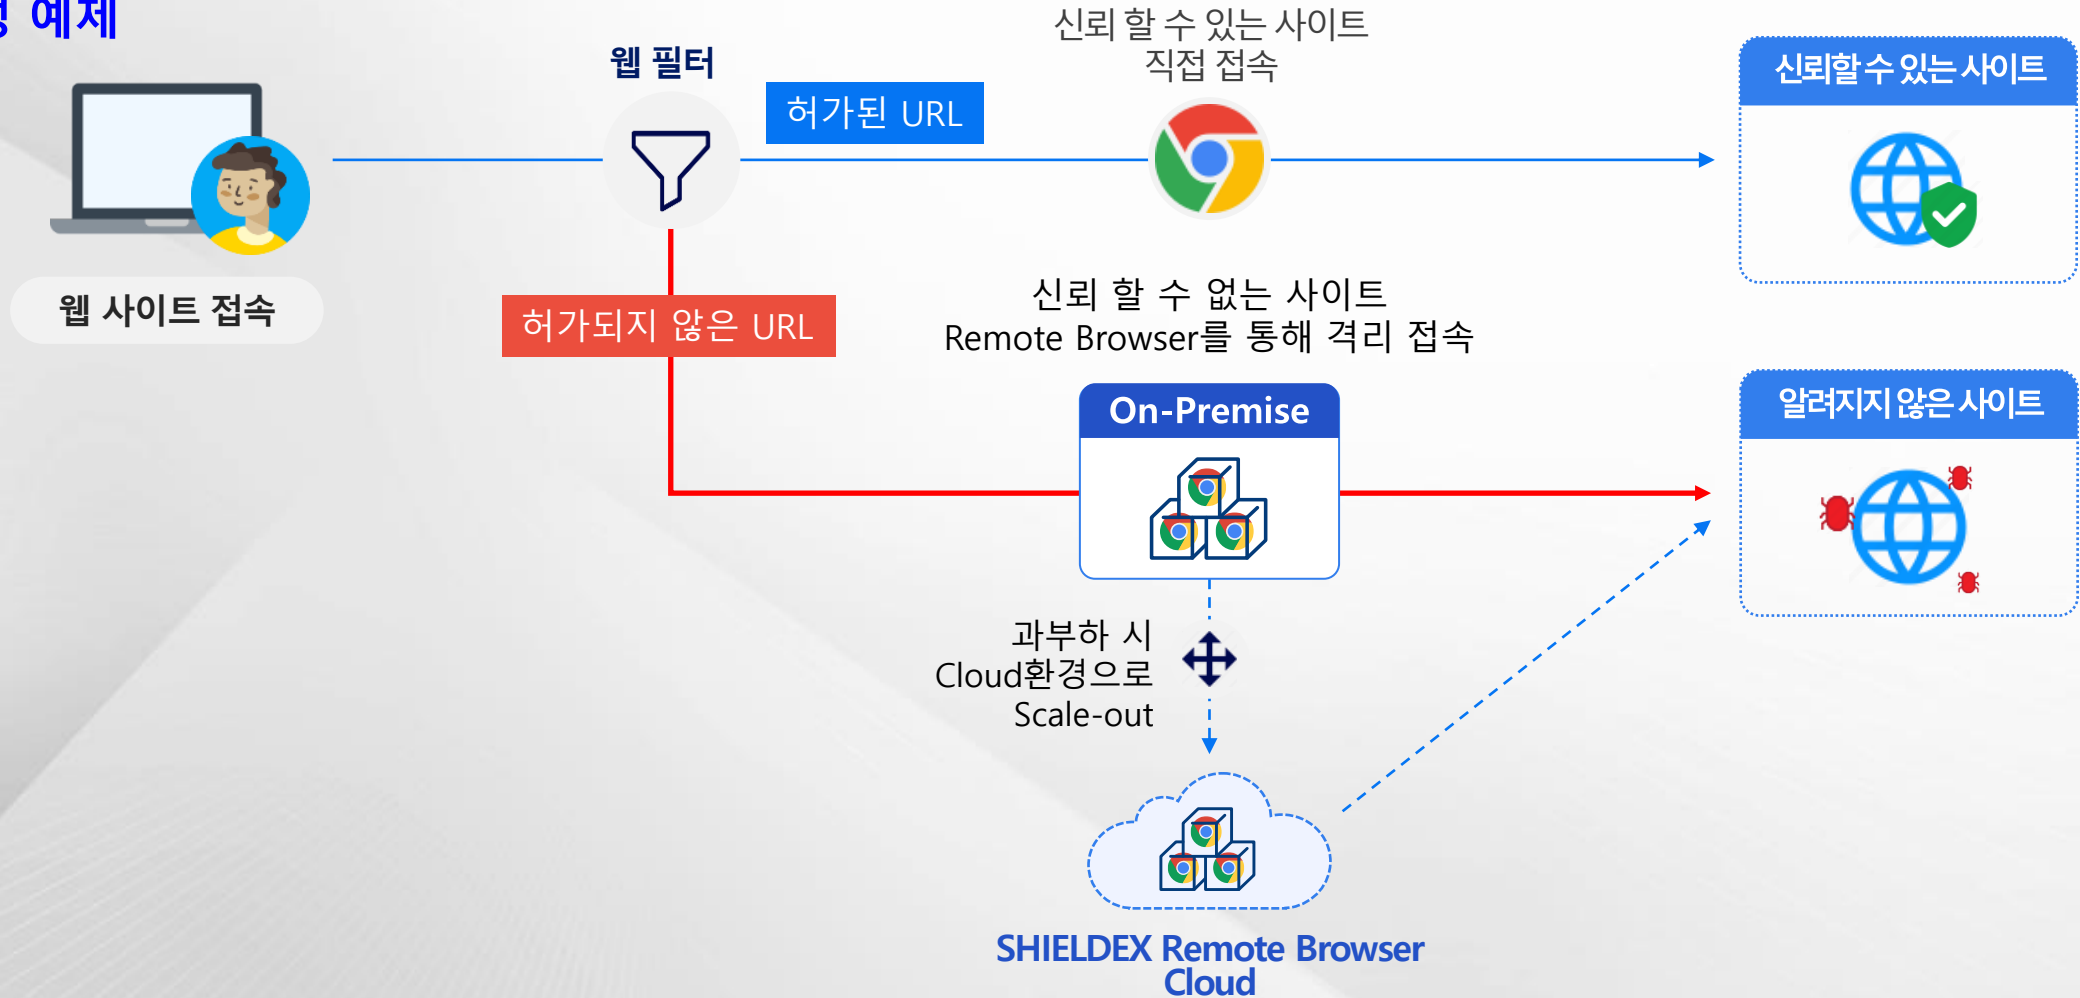 예제
웹 필터
허가된 URL
신뢰 할 수 있는 사이트
직접 접속
신뢰할 수 있는 사이트
웹 사이트 접속
허가되지 않은 URL
신뢰 할 수 없는 사이트
Remote Browser를 통해 격리 접속
On-Premise
알려지지 않은 사이트
과부하 시
Cloud환경으로
Scale-out
SHIELDEX Remote Browser
Cloud